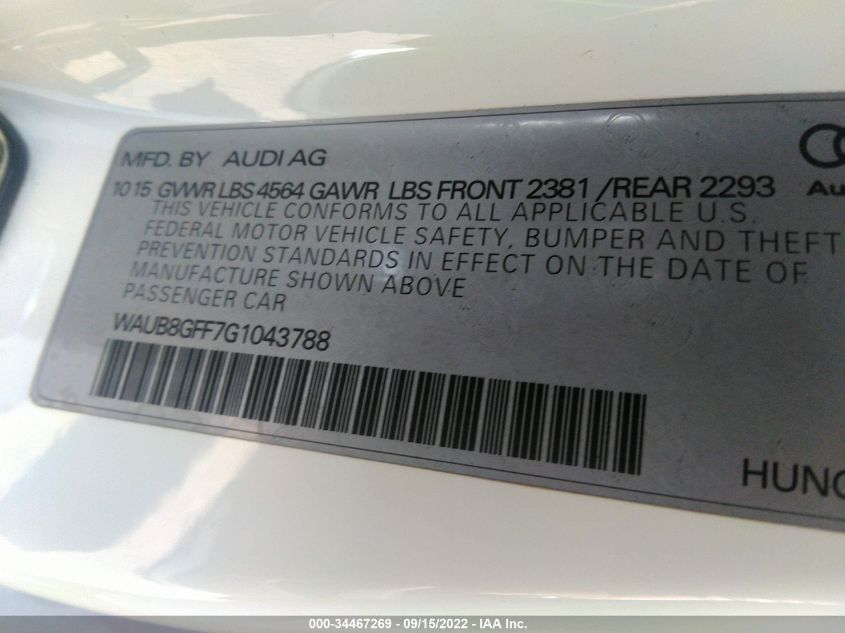 MFD. BY AUDI AG
10 15 GVWR LBS 4564 GAWR LBS FRONT 2381 /REAR 2293
THIS VEHICLE CONFORMS TO ALL APPLICABLE U.S.
FEDERAL MOTOR VEHICLE SAFETY, BUMPER AND THEFT
PREVENTION STANDARDS IN EFFECT ON THE DATE OF
MANUFACTURE SHOWN ABOVE
PASSENGER CAR
WAUB8GFF7G1043788
000-34467269 - 09/15/2022 - IAA Inc.